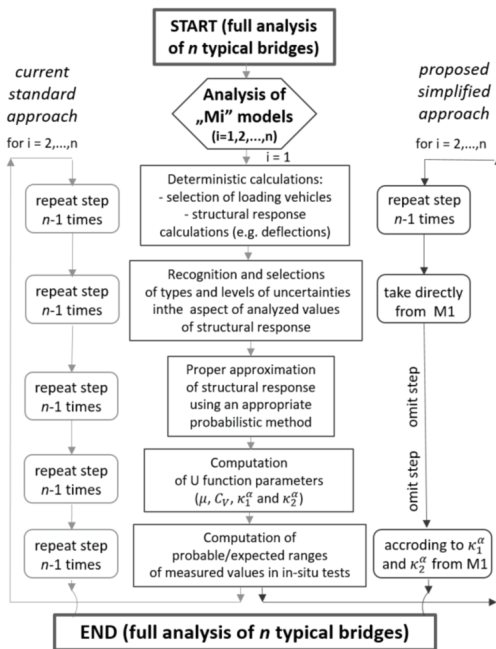 START (full analysis
of n typical bridges)
current
standard
approach
for i = 2,...,n
Analysis of
„Mi” models
(i=1,2,...,n)
i = 1
proposed
simplified
approach
for i = 2,...,n
repeat step
n-1 times
Deterministic calculations:
- selection of loading vehicles
- structural response
calculations (e.g. deflections)
repeat step
n-1 times
repeat step
n-1 times
Recognition and selections
of types and levels of uncertainties
inthe aspect of analyzed values
of structural response
take directly
from M1
repeat step
n-1 times
Proper approximation
of structural response
using an appropriate
probabilistic method
omit step
repeat step
n-1 times
Computation
of U function parameters
(μ, C_V, κ₁^α and κ₂^α)
omit step
repeat step
n-1 times
Computation of
probable/expected ranges
of measured values in in-situ tests
accroding to κ₁^α
and κ₂^α from M1
END (full analysis of n typical bridges)